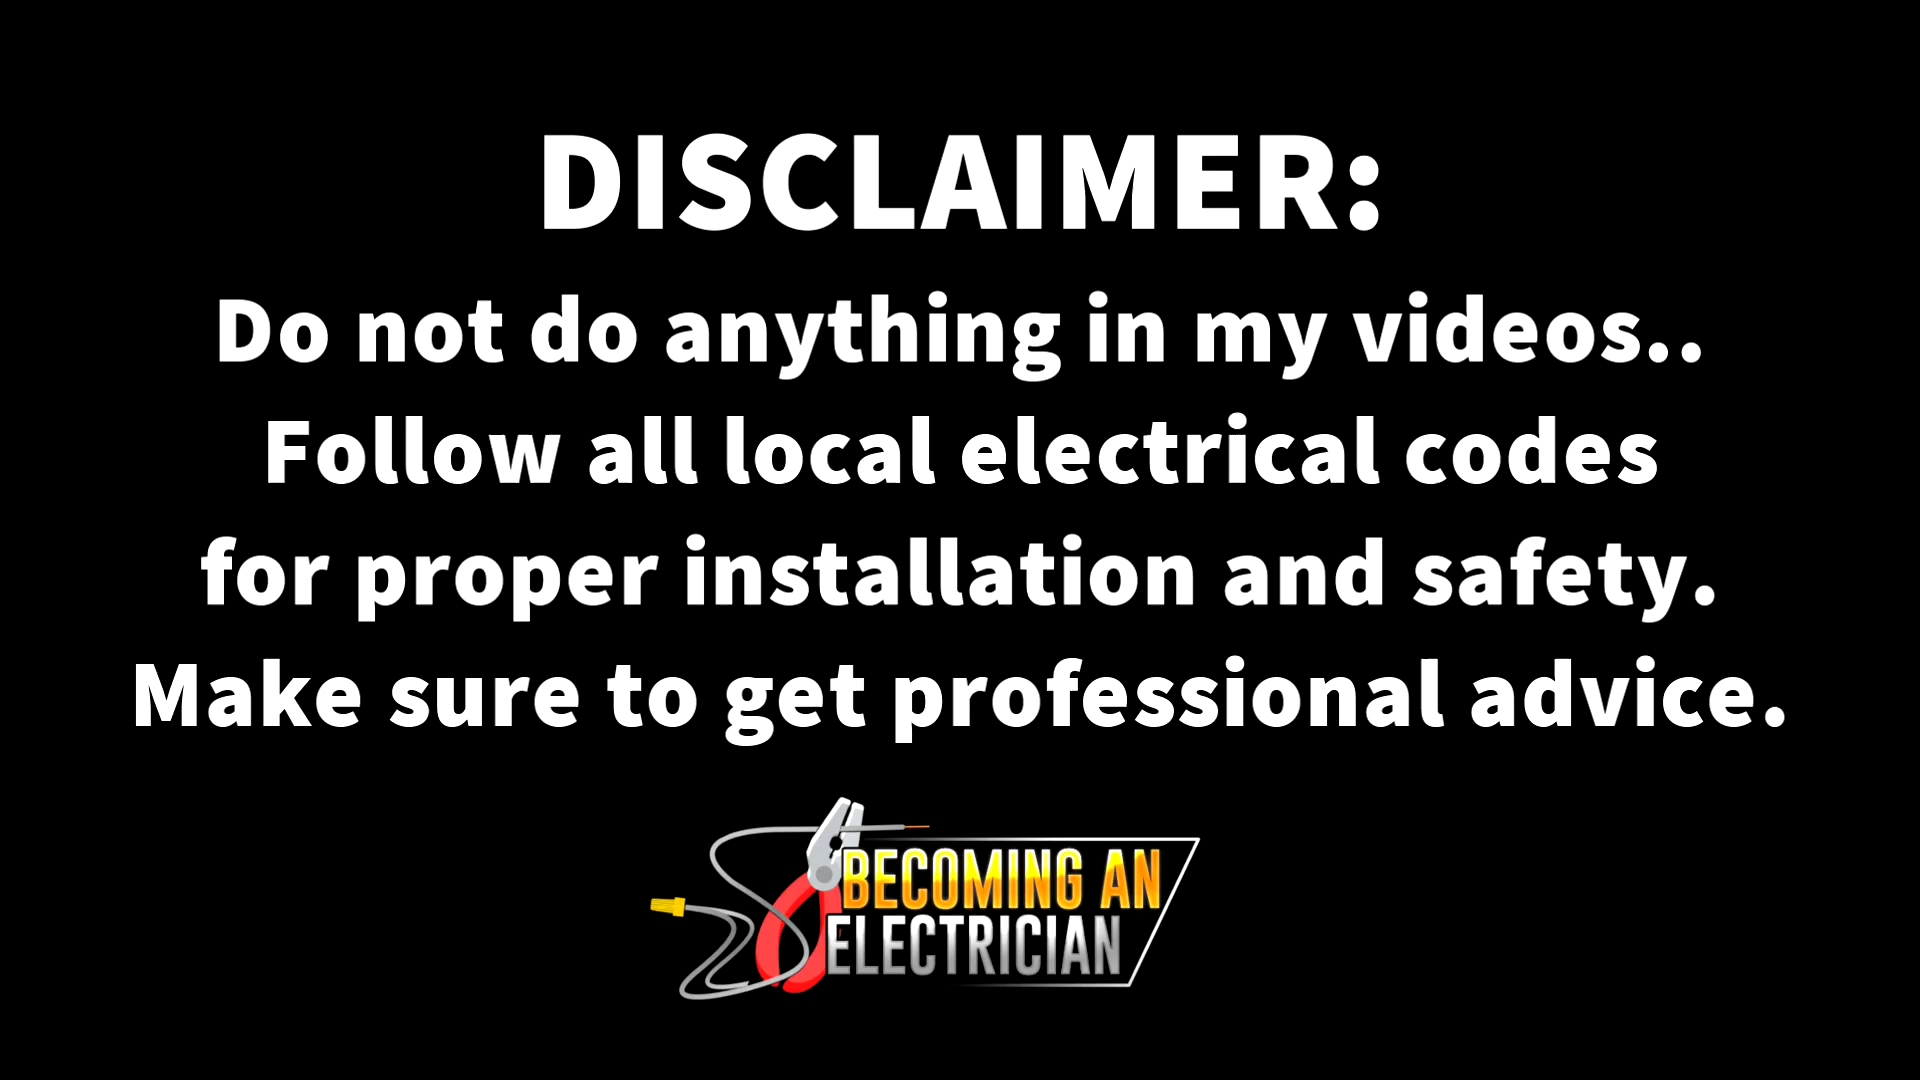 DISCLAIMER:
Do not do anything in my videos..
Follow all local electrical codes
for proper installation and safety.
Make sure to get professional advice.
BECOMING AN
ELECTRICIAN